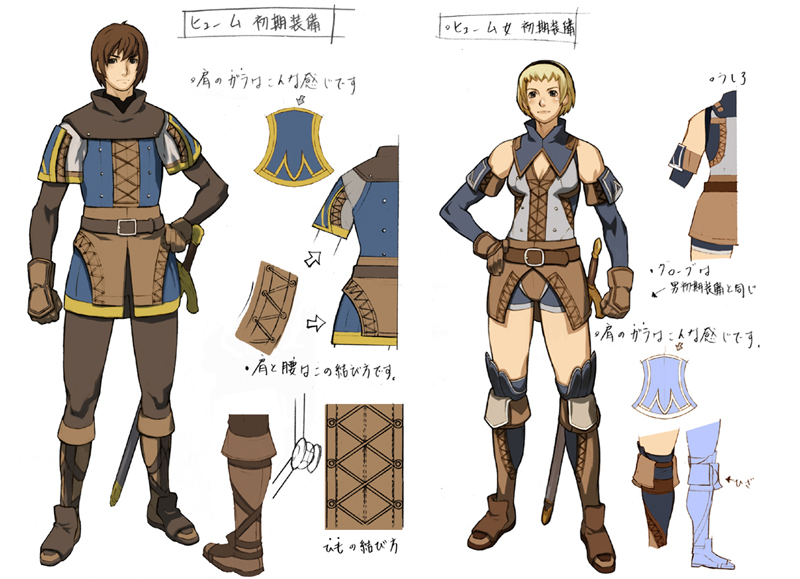 ヒューム 初期装備
○肩のガラはこんな感じです
•肩と腰はこの結び方です。
ひもの結び方
○ヒューム女 初期装備
○うしろ
•グローブは
男初期装備と同じ
○肩のガラはこんな感じです。
ひざ